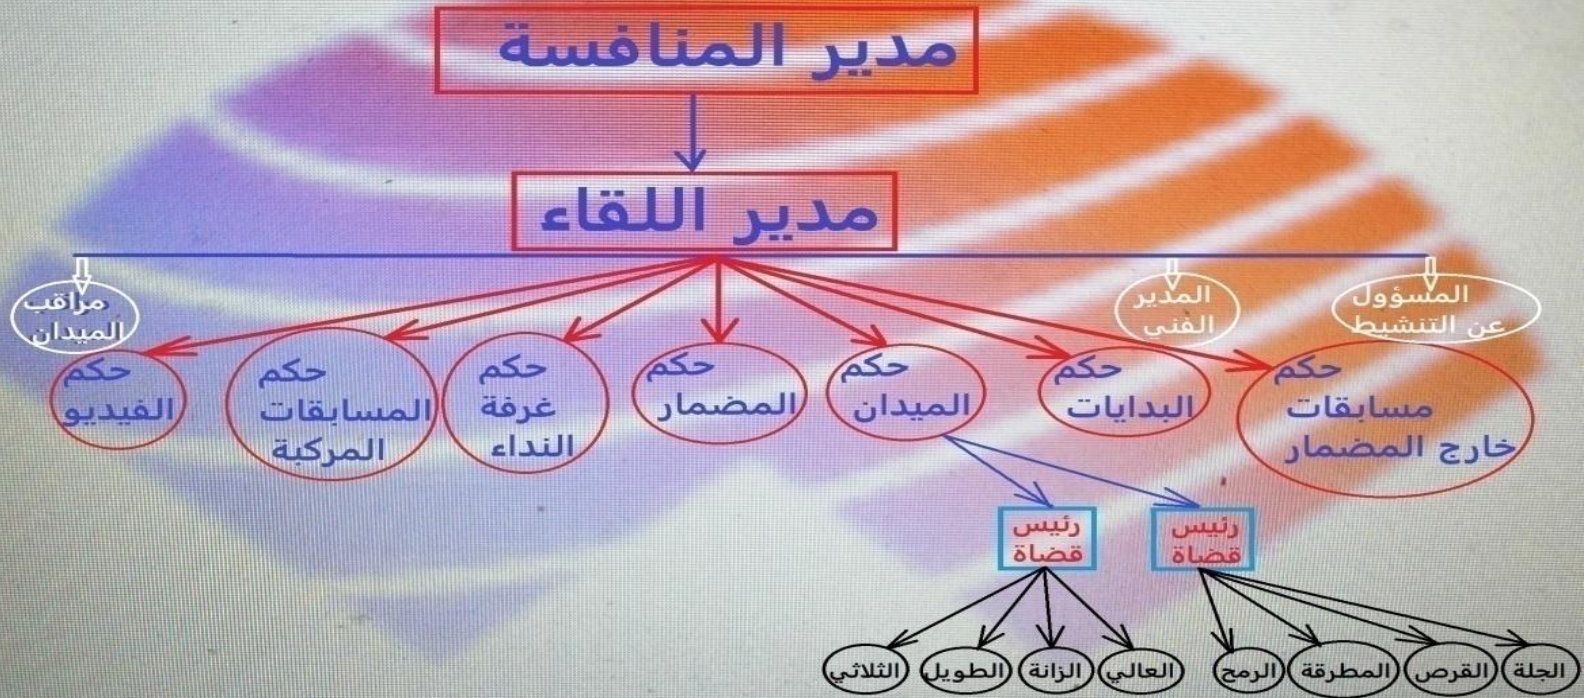 مدير المنافسة
مدير اللقاء
المسؤول
عن التنشيط
المدير
الفني
مراقب
الميدان
حكم
مسابقات
خارج المضمار
حكم
البدايات
حكم
الميدان
حكم
المضمار
حكم
غرفة
النداء
حكم
المسابقات
المركبة
حكم
الفيديو
رئيس
قضاة
رئيس
قضاة
الجلة
القرص
المطرقة
الرمح
العالي
الزانة
الطويل
الثلاثي